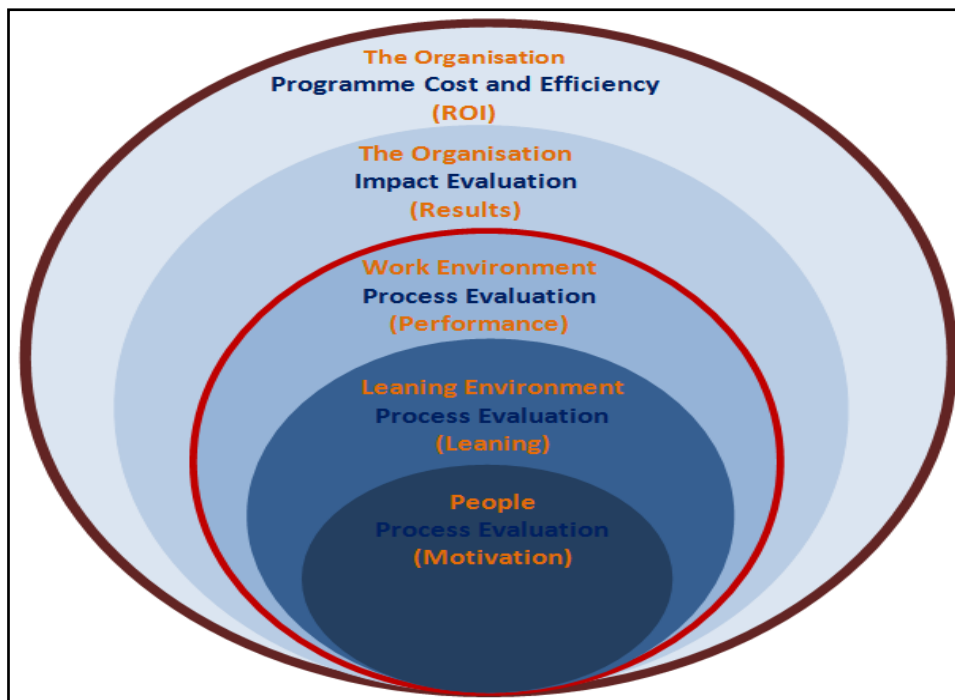 The Organisation
Programme Cost and Efficiency
(ROI)
The Organisation
Impact Evaluation
(Results)
Work Environment
Process Evaluation
(Performance)
Leaning Environment
Process Evaluation
(Leaning)
People
Process Evaluation
(Motivation)